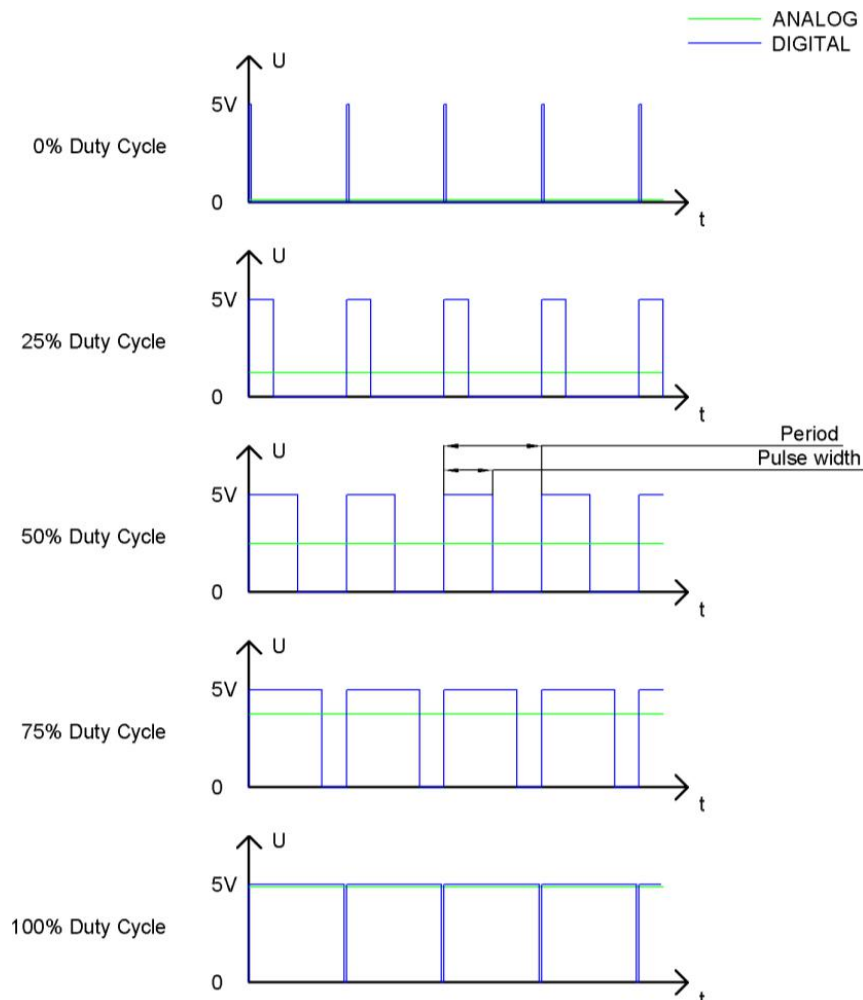 ANALOG
DIGITAL
U
5V
0% Duty Cycle
0
t
U
5V
25% Duty Cycle
0
t
Period
U
Pulse width
5V
50% Duty Cycle
0
t
U
5V
75% Duty Cycle
0
t
U
5V
100% Duty Cycle
0
t